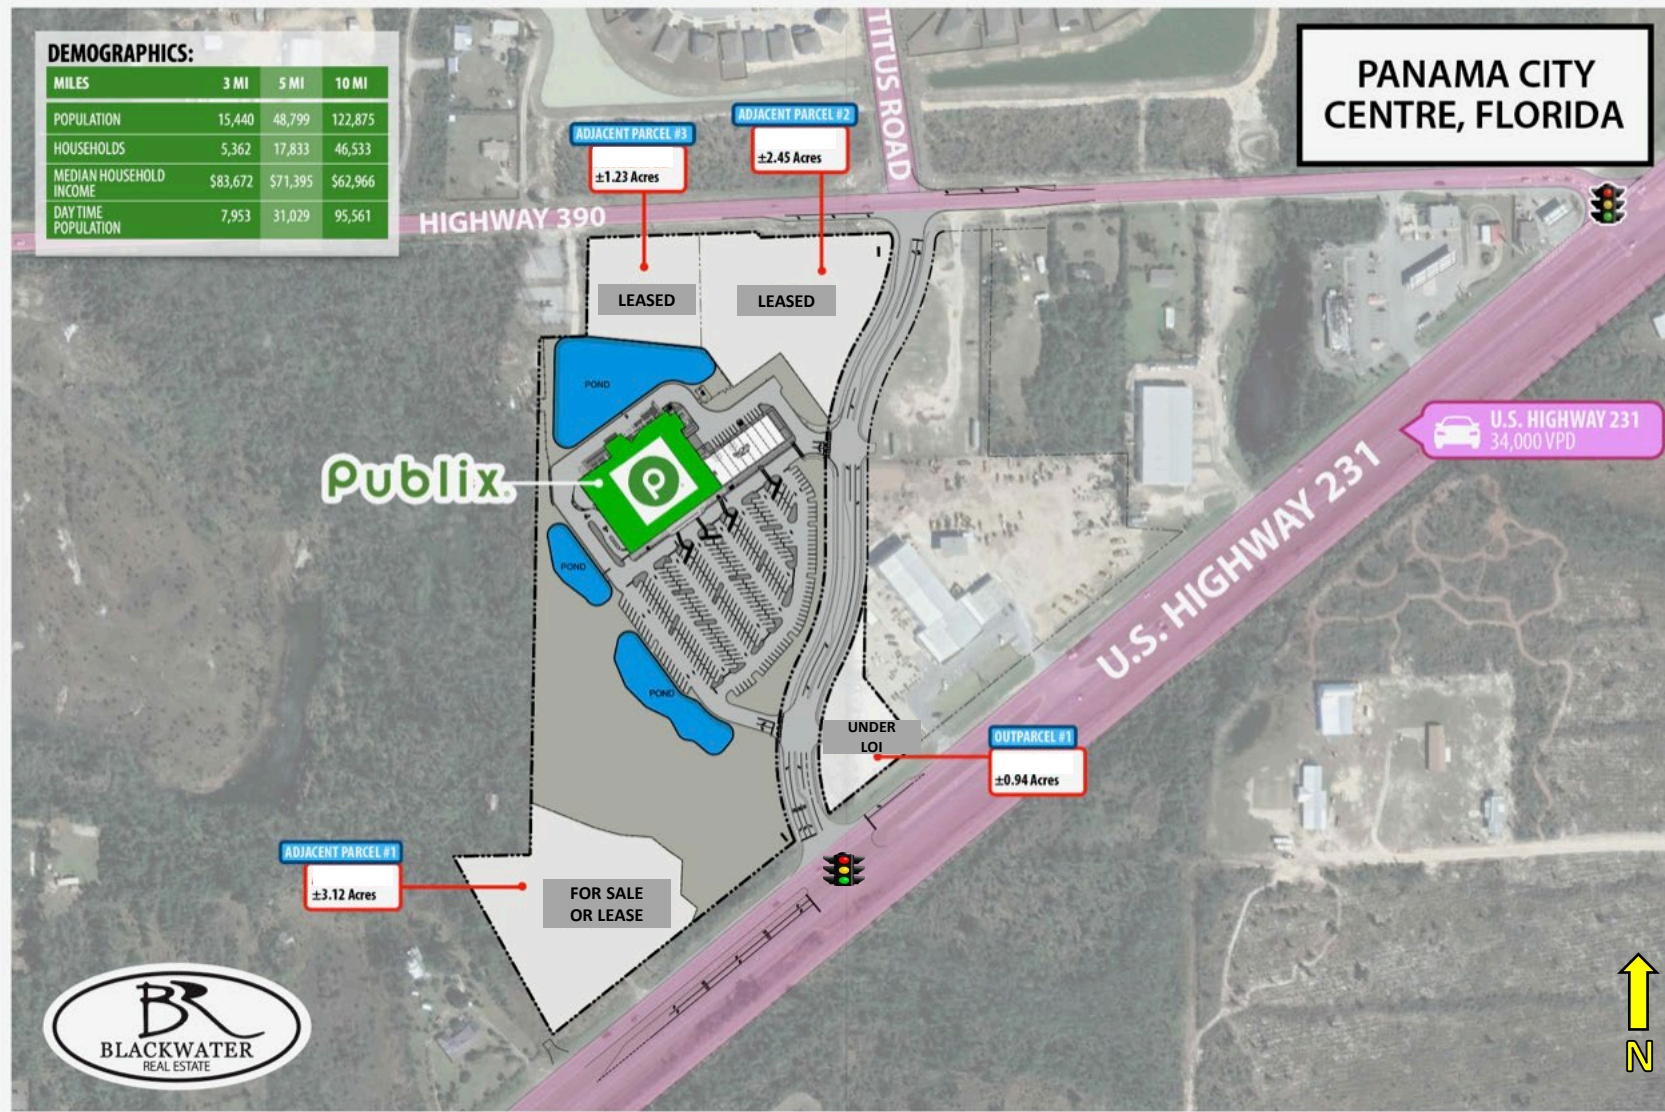 DEMOGRAPHICS:
MILES 3 MI 5 MI 10 MI
POPULATION 15,440 48,799 122,875
HOUSEHOLDS 5,362 17,833 46,533
MEDIAN HOUSEHOLD INCOME $83,672 $71,395 $62,966
DAY TIME POPULATION 7,953 31,029 95,561
PANAMA CITY
CENTRE, FLORIDA
TITUS ROAD
ADJACENT PARCEL #2
±2.45 Acres
ADJACENT PARCEL #3
±1.23 Acres
HIGHWAY 390
LEASED
LEASED
POND
U.S. HIGHWAY 231
34,000 VPD
Publix.
P
U.S. HIGHWAY 231
POND
POND
UNDER
LOI
OUTPARCEL #1
±0.94 Acres
ADJACENT PARCEL #1
±3.12 Acres
FOR SALE
OR LEASE
BR
BLACKWATER
REAL ESTATE
N